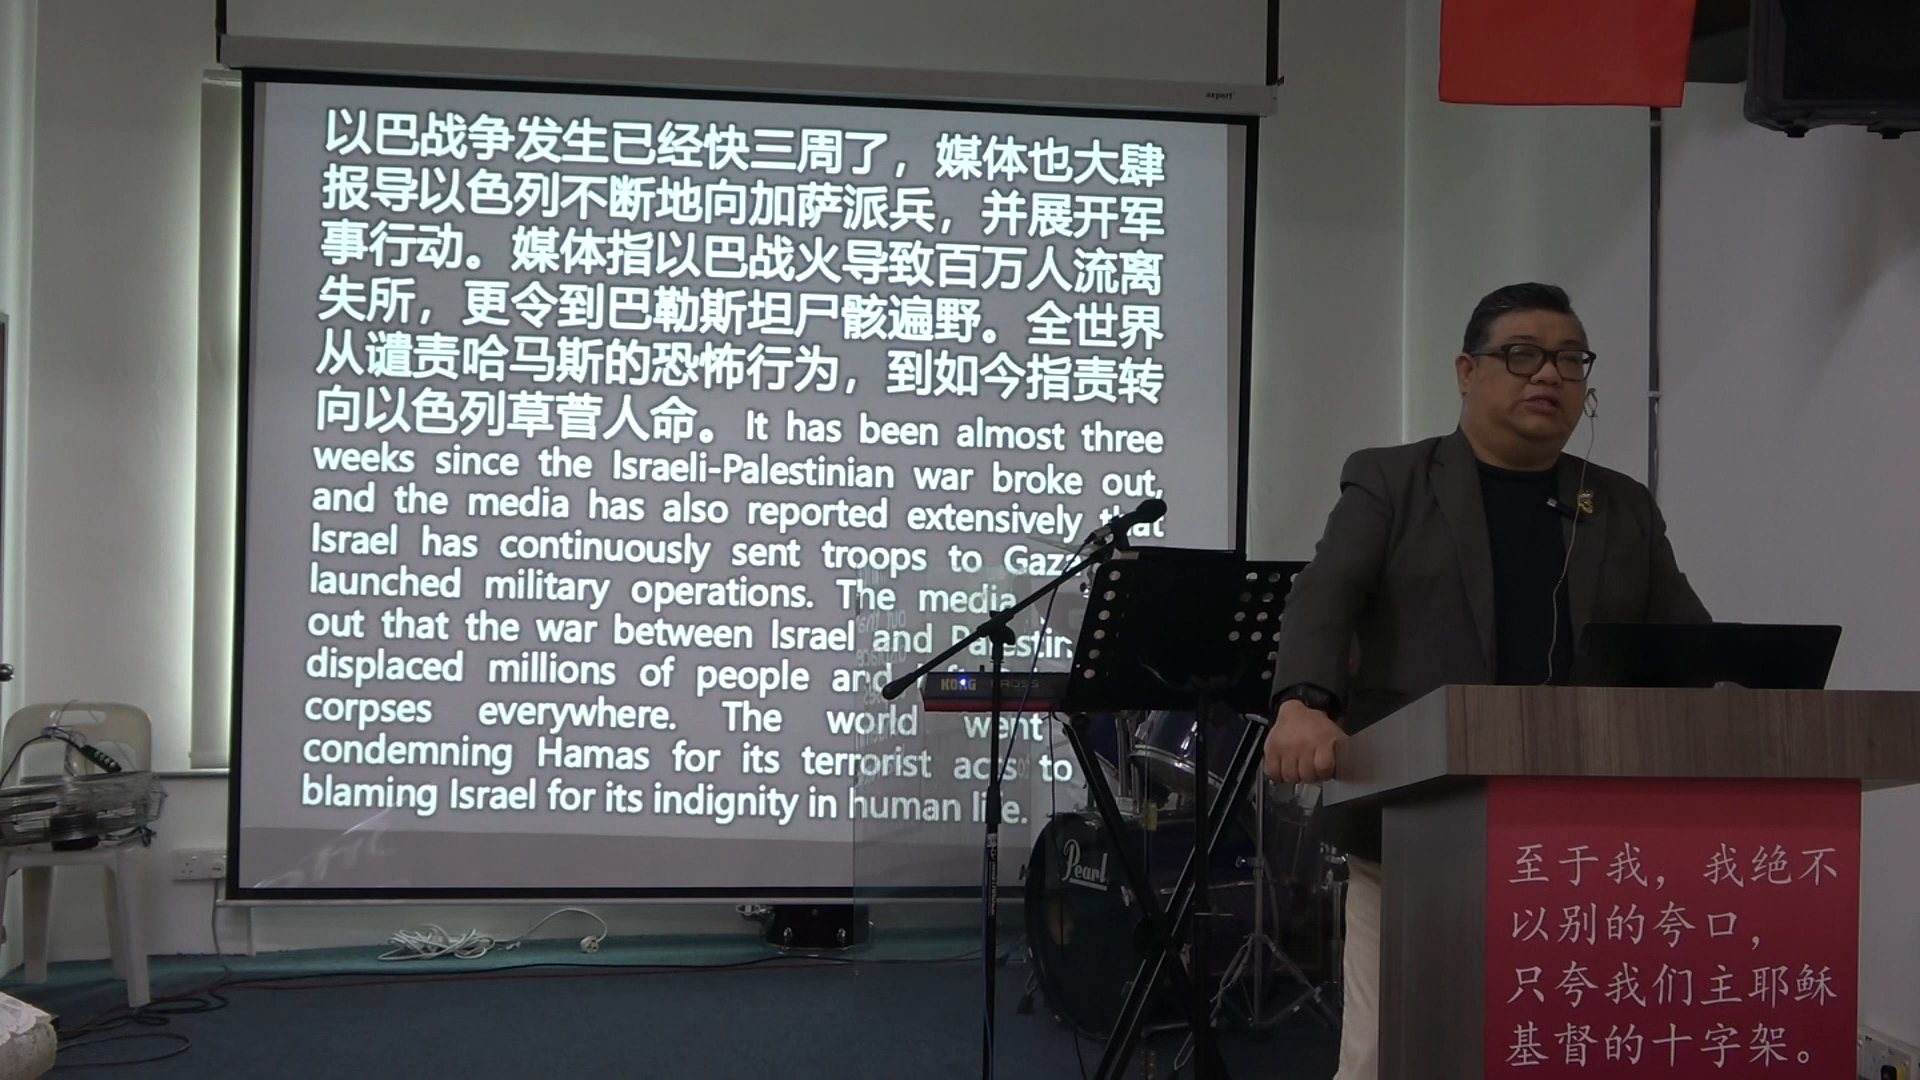 axpert
以巴战争发生已经快三周了，媒体也大肆
报导以色列不断地向加萨派兵，并展开军
事行动。媒体指以巴战火导致百万人流离
失所，更令到巴勒斯坦尸骸遍野。全世界
从谴责哈马斯的恐怖行为，到如今指责转
向以色列草菅人命。It has been almost three
weeks since the Israeli-Palestinian war broke out,
and the media has also reported extensively that
Israel has continuously sent troops to Gaza
launched military operations. The media
out that the war between Israel and
displaced millions of people and
corpses everywhere. The world went
condemning Hamas for its terrorist acts to
blaming Israel for its indignity in human life.
KORG CROSS
Pearl
至于我，我绝不
以别的夸口，
只夸我们主耶稣
基督的十字架。